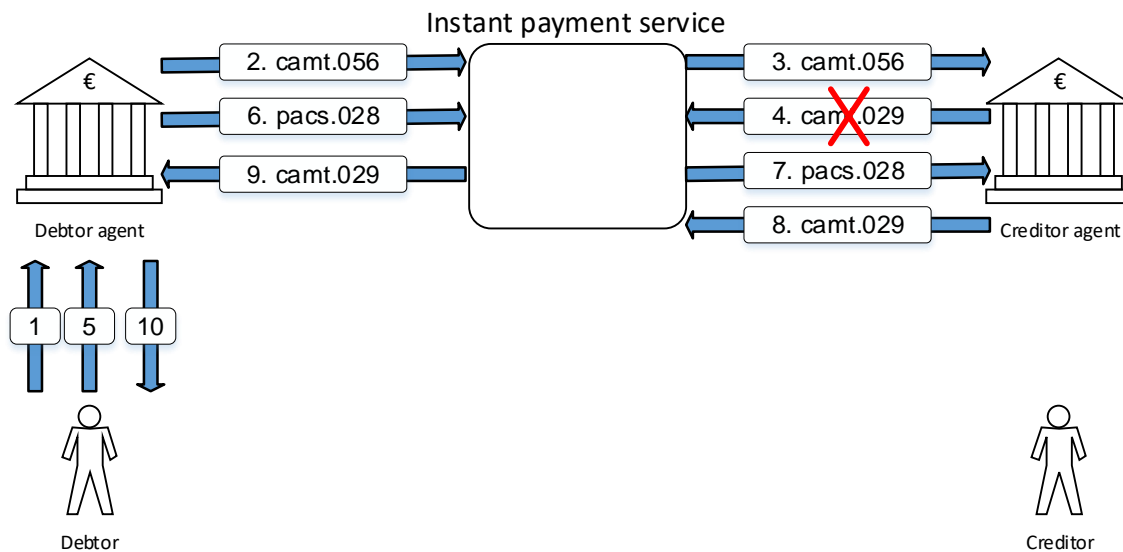 Instant payment service
2. camt.056
3. camt.056
€
€
6. pacs.028
4. camt.029
9. camt.029
7. pacs.028
8. camt.029
Debtor agent
Creditor agent
1
5
10
Debtor
Creditor